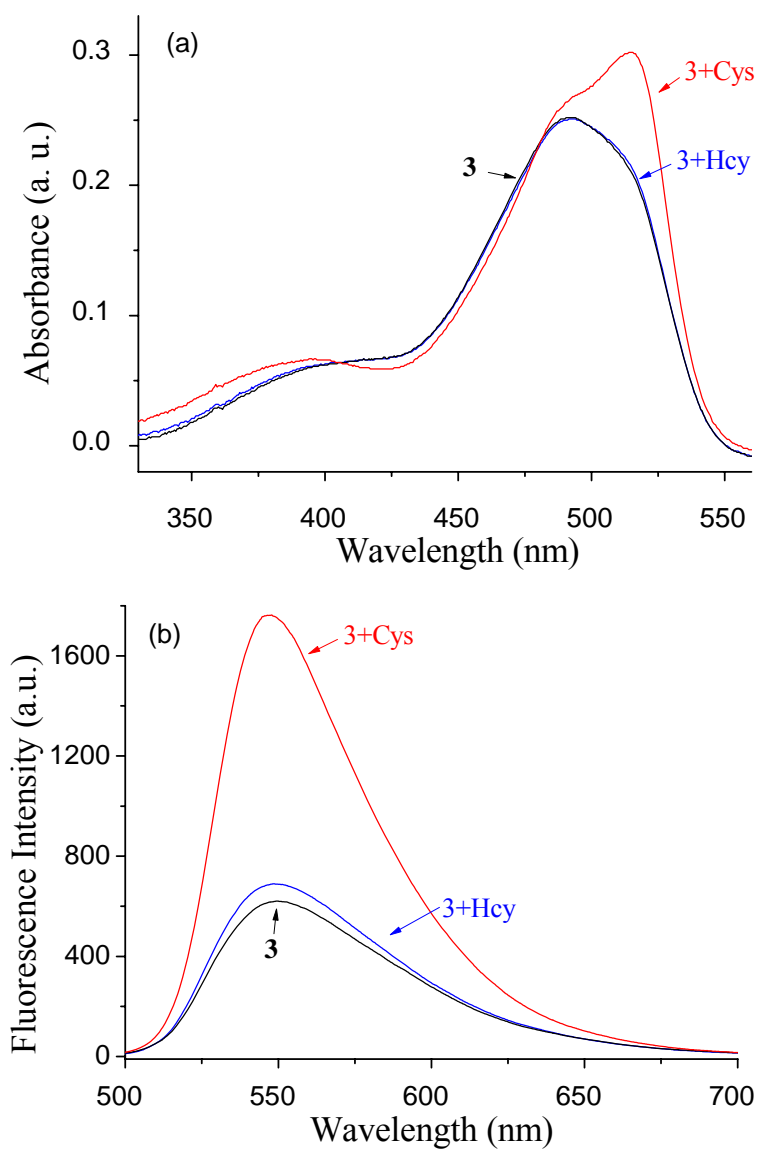 (a)
0.3
0.2
0.1
0.0
Absorbance (a. u.)
3+Cys
3
3+Hcy
350 400 450 500 550
Wavelength (nm)
(b)
1600
1200
800
400
0
Fluorescence Intensity (a.u.)
3+Cys
3+Hcy
3
500 550 600 650 700
Wavelength (nm)